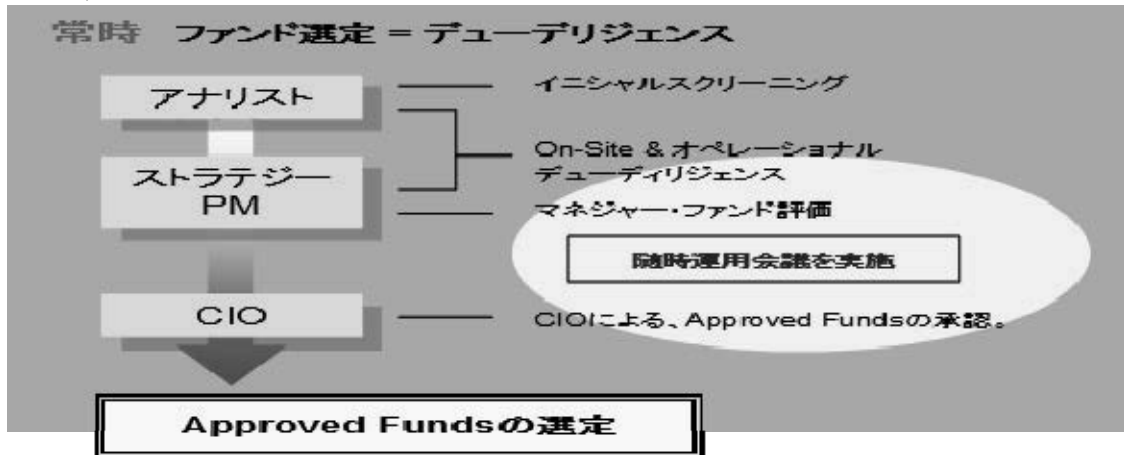 常時 ファンド選定 = デューデリジェンス
アナリスト
イニシャルスクリーニング
On-Site & オペレーショナル
デューディリジェンス
ストラテジー
PM
マネジャー・ファンド評価
随時運用会議を実施
CIO
CIOによる、Approved Fundsの承認。
Approved Fundsの選定